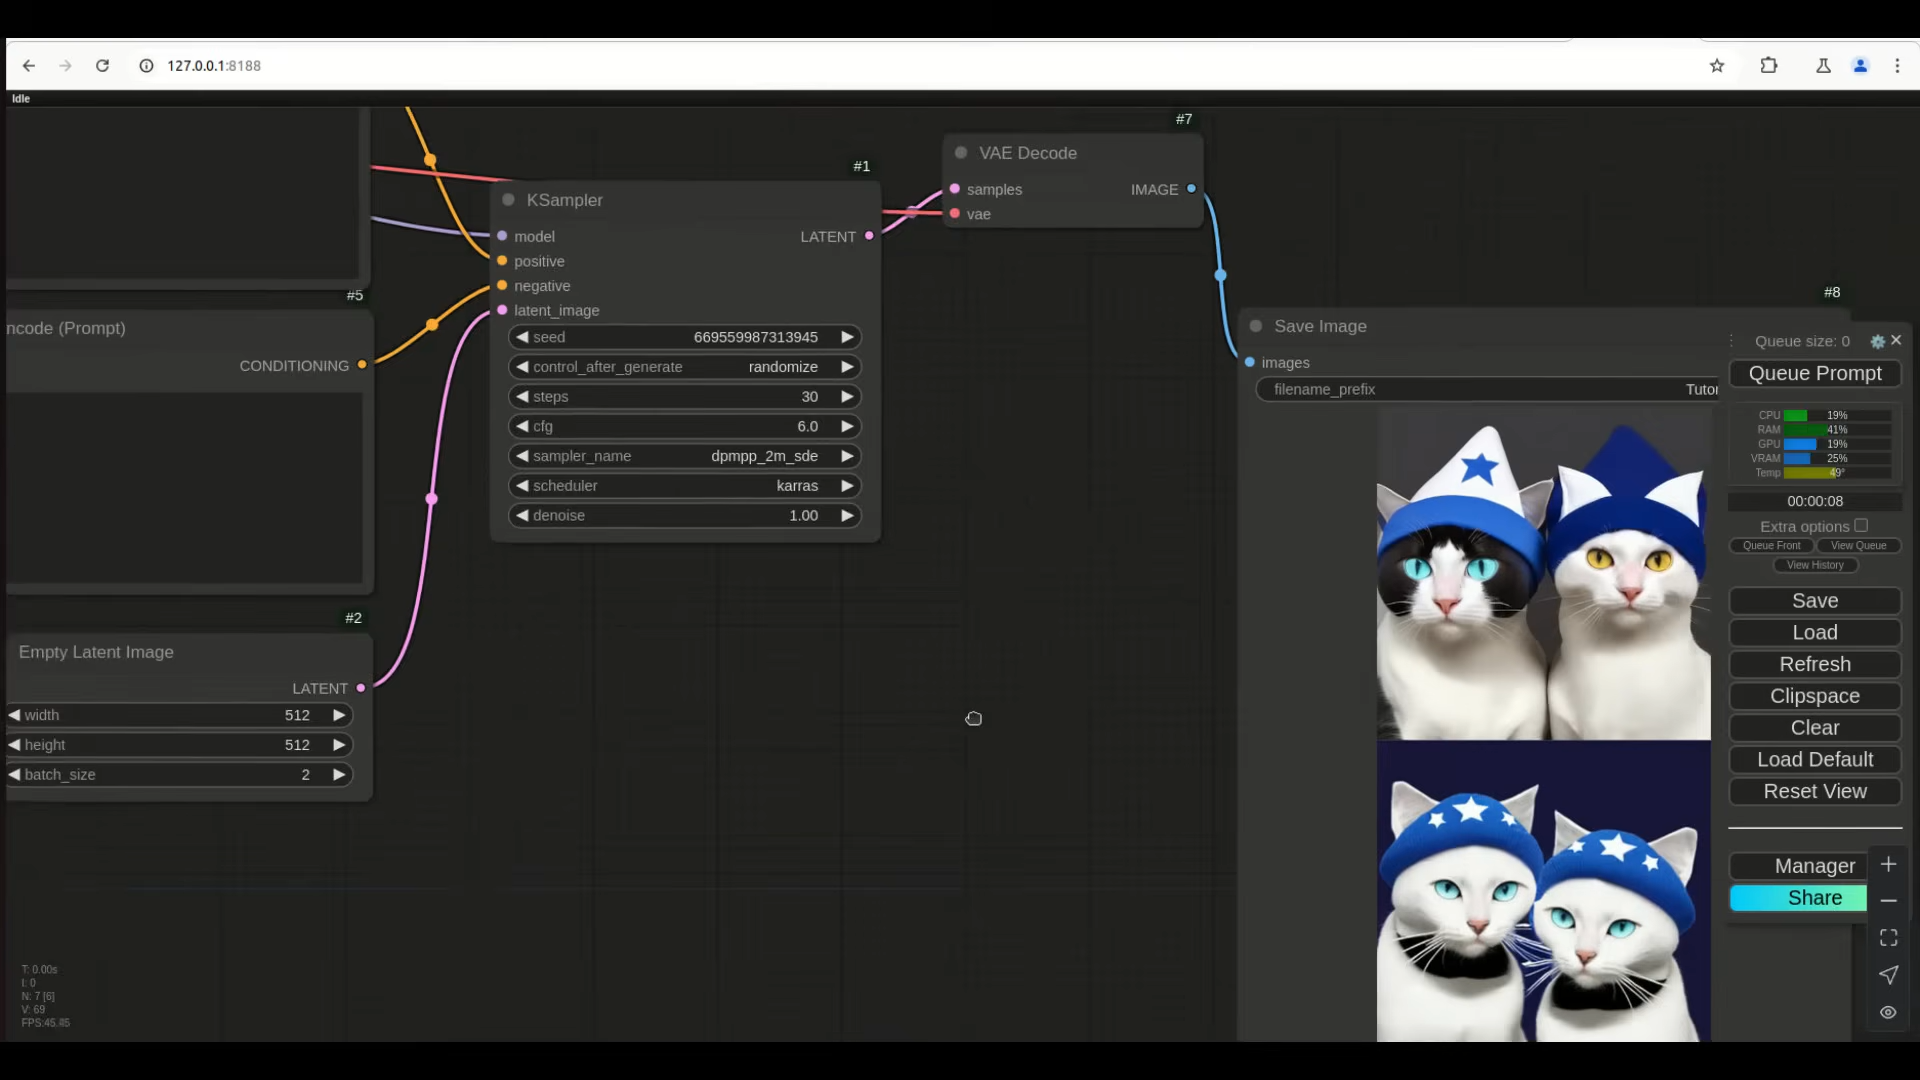 127.0.0.1:8188
Idle
#7
VAE Decode
samples
IMAGE
vae
#1
KSampler
model
LATENT
positive
negative
latent_image
seed 669559987313945
control_after_generate randomize
steps 30
cfg 6.0
sampler_name dpmpp_2m_sde
scheduler karras
denoise 1.00
#5
ncode (Prompt)
CONDITIONING
#2
Empty Latent Image
LATENT
width 512
height 512
batch_size 2
#8
Save Image
images
filename_prefix Tutor
Queue size: 0
Queue Prompt
CPU 19%
RAM 41%
GPU 19%
VRAM 25%
Temp 49°
00:00:08
Extra options
Queue Front View Queue
View History
Save
Load
Refresh
Clipspace
Clear
Load Default
Reset View
Manager
Share
T: 0.00s
I: 0
N: 7 [6]
V: 69